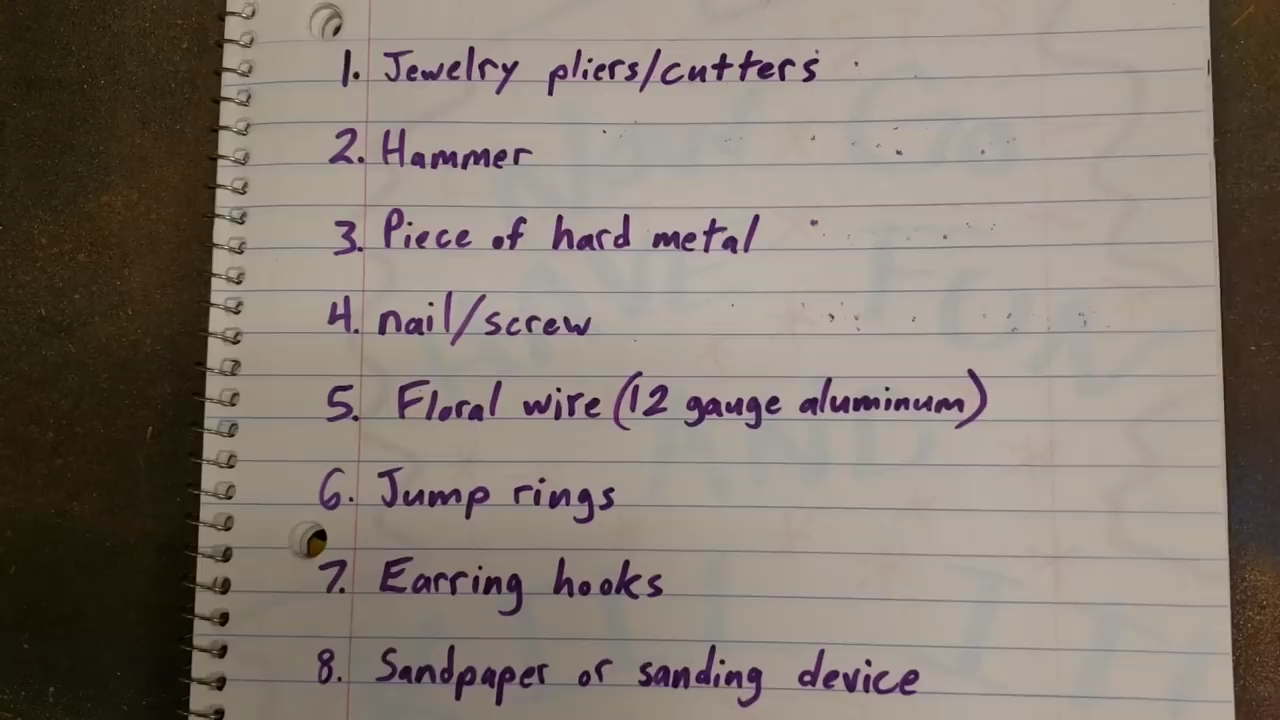 1. Jewelry pliers/cutters
2. Hammer
3. Piece of hard metal
4. nail/screw
5. Floral wire (12 gauge aluminum)
6. Jump rings
7. Earring hooks
8. Sandpaper or sanding device